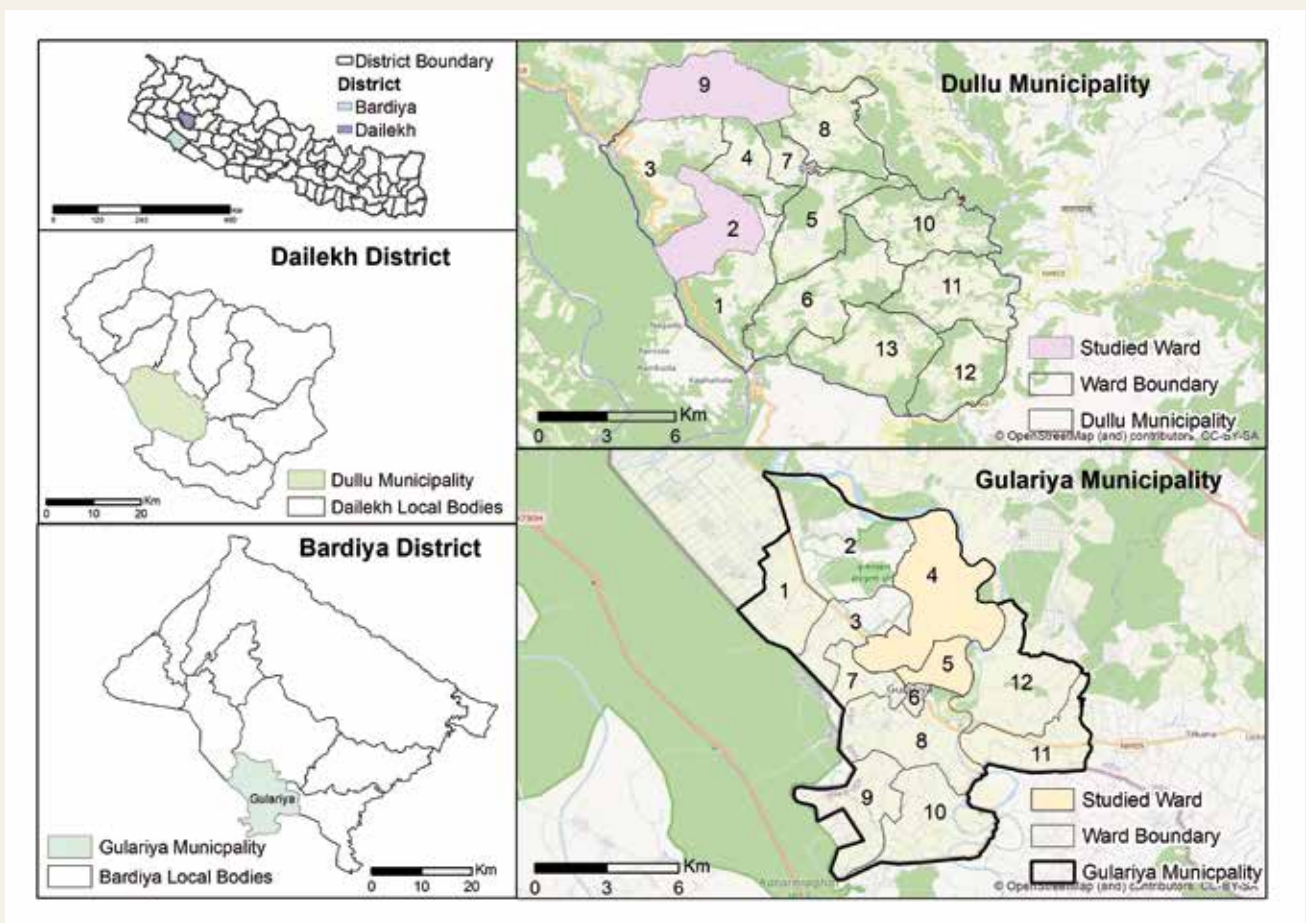 District Boundary
District
Bardiya
Dailekh
0 120 240 480
Dailekh District
Dullu Municipality
Dailekh Local Bodies
Km
0 10 20
Bardiya District
Gulariya
Gulariya Municpality
Bardiya Local Bodies
Km
0 10 20
Dullu Municipality
9
8
4
7
3
5
10
2
11
1
6
13
12
Studied Ward
Ward Boundary
Dullu Municipality
Km
0 3 6
© OpenStreetMap (and) contributors, CC-BY-SA
Gulariya Municipality
2
4
1
3
5
7
12
6
8
11
9
10
Studied Ward
Ward Boundary
Gulariya Municpality
Km
0 3 6
© OpenStreetMap (and) contributors, CC-BY-SA